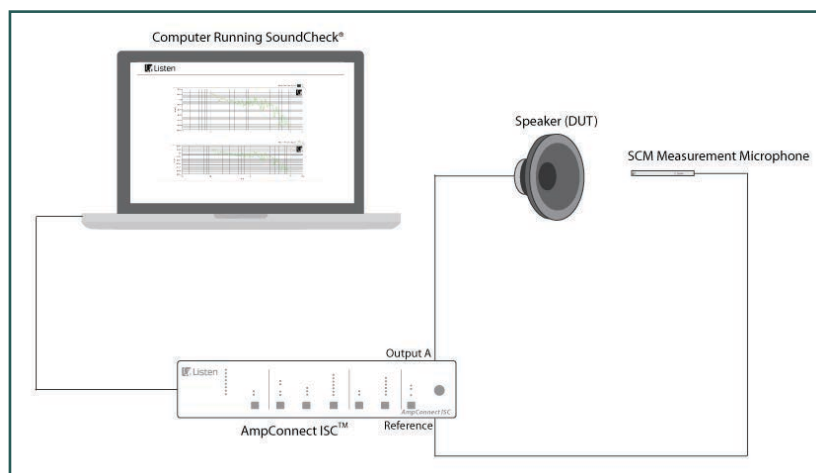 Computer Running SoundCheck®
Listen
Speaker (DUT)
SCM Measurement Microphone
Output A
Listen
AmpConnect ISC
AmpConnect ISC™
Reference